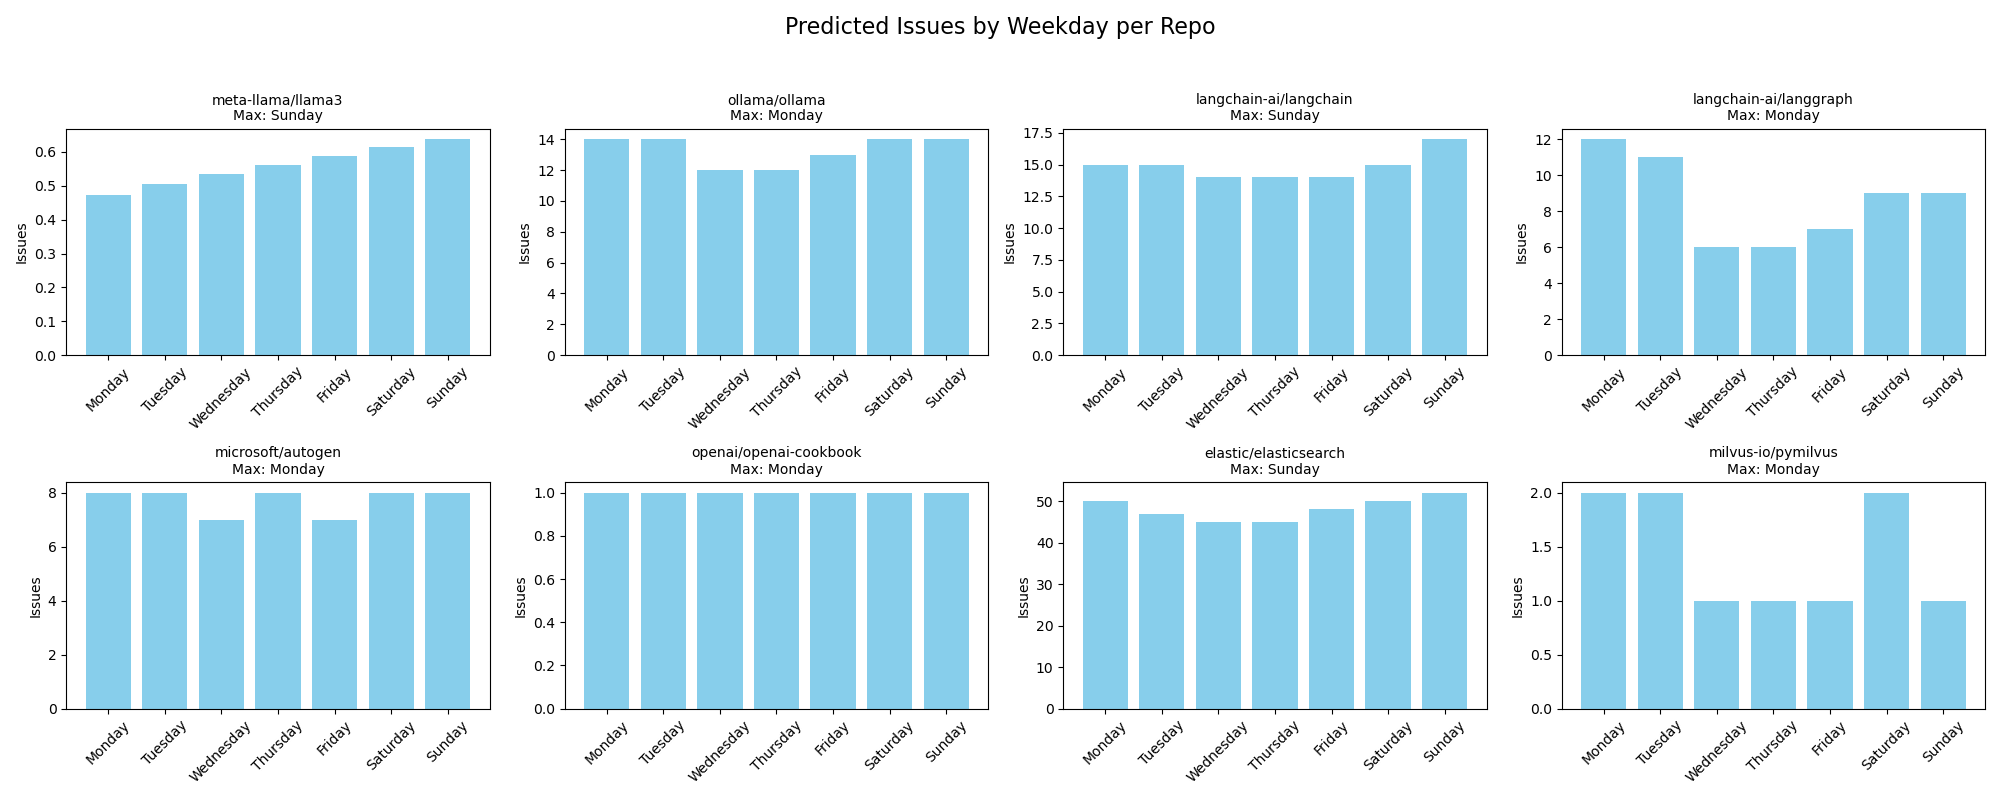 Predicted Issues by Weekday per Repo
meta-llama/llama3
Max: Sunday
Issues
0.6
0.5
0.4
0.3
0.2
0.1
0.0
Monday
Tuesday
Wednesday
Thursday
Friday
Saturday
Sunday
ollama/ollama
Max: Monday
Issues
14
12
10
8
6
4
2
0
Monday
Tuesday
Wednesday
Thursday
Friday
Saturday
Sunday
langchain-ai/langchain
Max: Sunday
Issues
17.5
15.0
12.5
10.0
7.5
5.0
2.5
0.0
Monday
Tuesday
Wednesday
Thursday
Friday
Saturday
Sunday
langchain-ai/langgraph
Max: Monday
Issues
12
10
8
6
4
2
0
Monday
Tuesday
Wednesday
Thursday
Friday
Saturday
Sunday
microsoft/autogen
Max: Monday
Issues
8
6
4
2
0
Monday
Tuesday
Wednesday
Thursday
Friday
Saturday
Sunday
openai/openai-cookbook
Max: Monday
Issues
1.0
0.8
0.6
0.4
0.2
0.0
Monday
Tuesday
Wednesday
Thursday
Friday
Saturday
Sunday
elastic/elasticsearch
Max: Sunday
Issues
50
40
30
20
10
0
Monday
Tuesday
Wednesday
Thursday
Friday
Saturday
Sunday
milvus-io/pymilvus
Max: Monday
Issues
2.0
1.5
1.0
0.5
0.0
Monday
Tuesday
Wednesday
Thursday
Friday
Saturday
Sunday